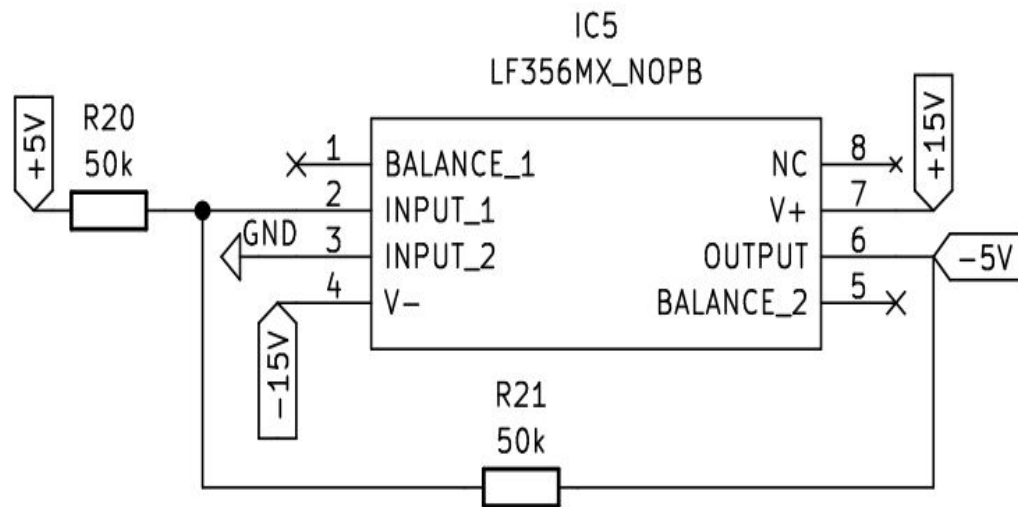 IC5
LF356MX_NOPB
+5V
R20
50k
+15V
1
BALANCE_1
NC
8
2
INPUT_1
V+
7
GND
3
INPUT_2
OUTPUT
6
-5V
4
V-
BALANCE_2
5
-15V
R21
50k